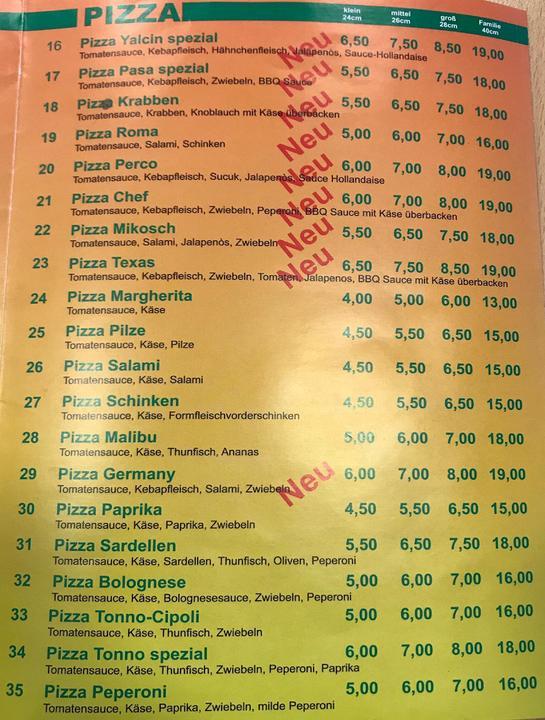 PIZZA klein 24cm mittel 26cm groß 28cm Familie 40cm
16 Pizza Yalcin spezial Neu 6,50 7,50 8,50 19,00
Tomatensauce, Kebapfleisch, Hähnchenfleisch, Jalapenòs, Sauce-Hollandaise
17 Pizza Pasa spezial Neu 5,50 6,50 7,50 18,00
Tomatensauce, Kebapfleisch, Zwiebeln, BBQ Sauce
18 Pizza Krabben Neu 5,50 6,50 7,50 18,00
Tomatensauce, Krabben, Knoblauch mit Käse überbacken
19 Pizza Roma Neu 5,00 6,00 7,00 16,00
Tomatensauce, Salami, Schinken
20 Pizza Perco Neu 6,00 7,00 8,00 19,00
Tomatensauce, Kebapfleisch, Sucuk, Jalapenòs, Sauce Hollandaise
21 Pizza Chef Neu 6,00 7,00 8,00 19,00
Tomatensauce, Kebapfleisch, Zwiebeln, Peperoni, BBQ Sauce mit Käse überbacken
22 Pizza Mikosch Neu 5,50 6,50 7,50 18,00
Tomatensauce, Salami, Jalapenòs, Zwiebeln
23 Pizza Texas Neu 6,50 7,50 8,50 19,00
Tomatensauce, Kebapfleisch, Zwiebeln, Tomaten, Jalapenos, BBQ Sauce mit Käse überbacken
24 Pizza Margherita 4,00 5,00 6,00 13,00
Tomatensauce, Käse
25 Pizza Pilze 4,50 5,50 6,50 15,00
Tomatensauce, Käse, Pilze
26 Pizza Salami 4,50 5,50 6,50 15,00
Tomatensauce, Käse, Salami
27 Pizza Schinken 4,50 5,50 6,50 15,00
Tomatensauce, Käse, Formfleischvorderschinken
28 Pizza Malibu 5,00 6,00 7,00 18,00
Tomatensauce, Käse, Thunfisch, Ananas
29 Pizza Germany Neu 6,00 7,00 8,00 19,00
Tomatensauce, Kebapfleisch, Salami, Zwiebeln
30 Pizza Paprika 4,50 5,50 6,50 15,00
Tomatensauce, Käse, Paprika, Zwiebeln
31 Pizza Sardellen 5,50 6,50 7,50 18,00
Tomatensauce, Käse, Sardellen, Thunfisch, Oliven, Peperoni
32 Pizza Bolognese 5,00 6,00 7,00 16,00
Tomatensauce, Käse, Bolognesesauce, Zwiebeln, Peperoni
33 Pizza Tonno-Cipoli 5,00 6,00 7,00 16,00
Tomatensauce, Käse, Thunfisch, Zwiebeln
34 Pizza Tonno spezial 6,00 7,00 8,00 18,00
Tomatensauce, Käse, Thunfisch, Zwiebeln, Peperoni, Paprika
35 Pizza Peperoni 5,00 6,00 7,00 16,00
Tomatensauce, Käse, Paprika, Zwiebeln, milde Peperoni